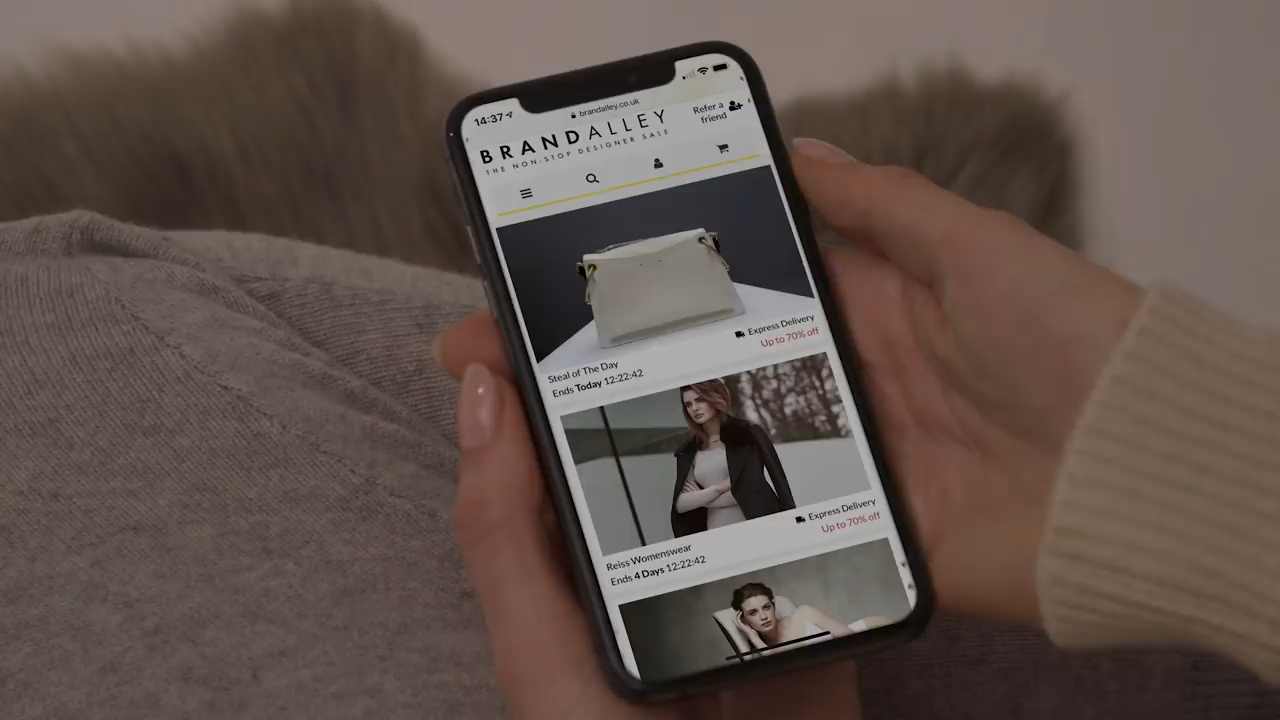 14:37
brandalley.co.uk
BRANDALLEY
THE NON-STOP DESIGNER SALE
Refer a
friend
Express Delivery
Up to 70% off
Steal of The Day
Ends Today 12:22:42
Express Delivery
Up to 70% off
Reiss Womenswear
Ends 4 Days 12:22:42